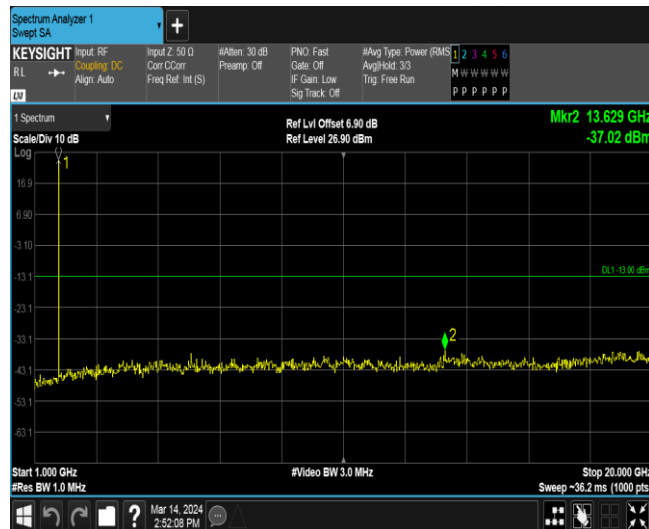 Spectrum Analyzer 1
Swept SA
KEYSIGHT
RL
LXI
Input: RF
Coupling: DC
Align: Auto
Input Z: 50 Ω
Corr CCorr
Freq Ref: Int (S)
#Atten: 30 dB
Preamp: Off
PNO: Fast
Gate: Off
IF Gain: Low
Sig Track: Off
#Avg Type: Power (RMS
Avg|Hold: 3/3
Trig: Free Run
1 2 3 4 5 6
M W W W W W
P P P P P P
1 Spectrum
Scale/Div 10 dB
Ref Lvl Offset 6.90 dB
Ref Level 26.90 dBm
Mkr2 13.629 GHz
-37.02 dBm
Log
1
16.9
6.90
-3.10
-13.1
DL1 -13.00 dBm
-23.1
-33.1
2
-43.1
-53.1
-63.1
Start 1.000 GHz
#Video BW 3.0 MHz
Stop 20.000 GHz
#Res BW 1.0 MHz
Sweep ~36.2 ms (1000 pts
?
Mar 14, 2024
2:52:08 PM